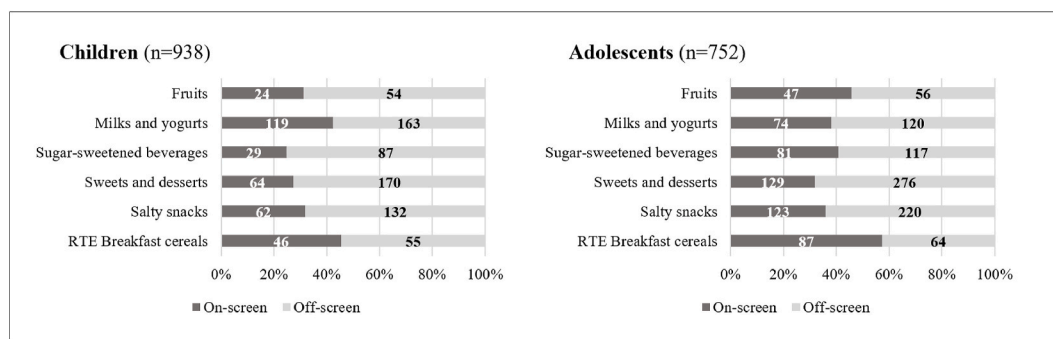 Children (n=938)
Fruits 24 54
Milks and yogurts 119 163
Sugar-sweetened beverages 29 87
Sweets and desserts 64 170
Salty snacks 62 132
RTE Breakfast cereals 46 55
0% 20% 40% 60% 80% 100%
On-screen Off-screen
Adolescents (n=752)
Fruits 47 56
Milks and yogurts 74 120
Sugar-sweetened beverages 81 117
Sweets and desserts 129 276
Salty snacks 123 220
RTE Breakfast cereals 87 64
0% 20% 40% 60% 80% 100%
On-screen Off-screen